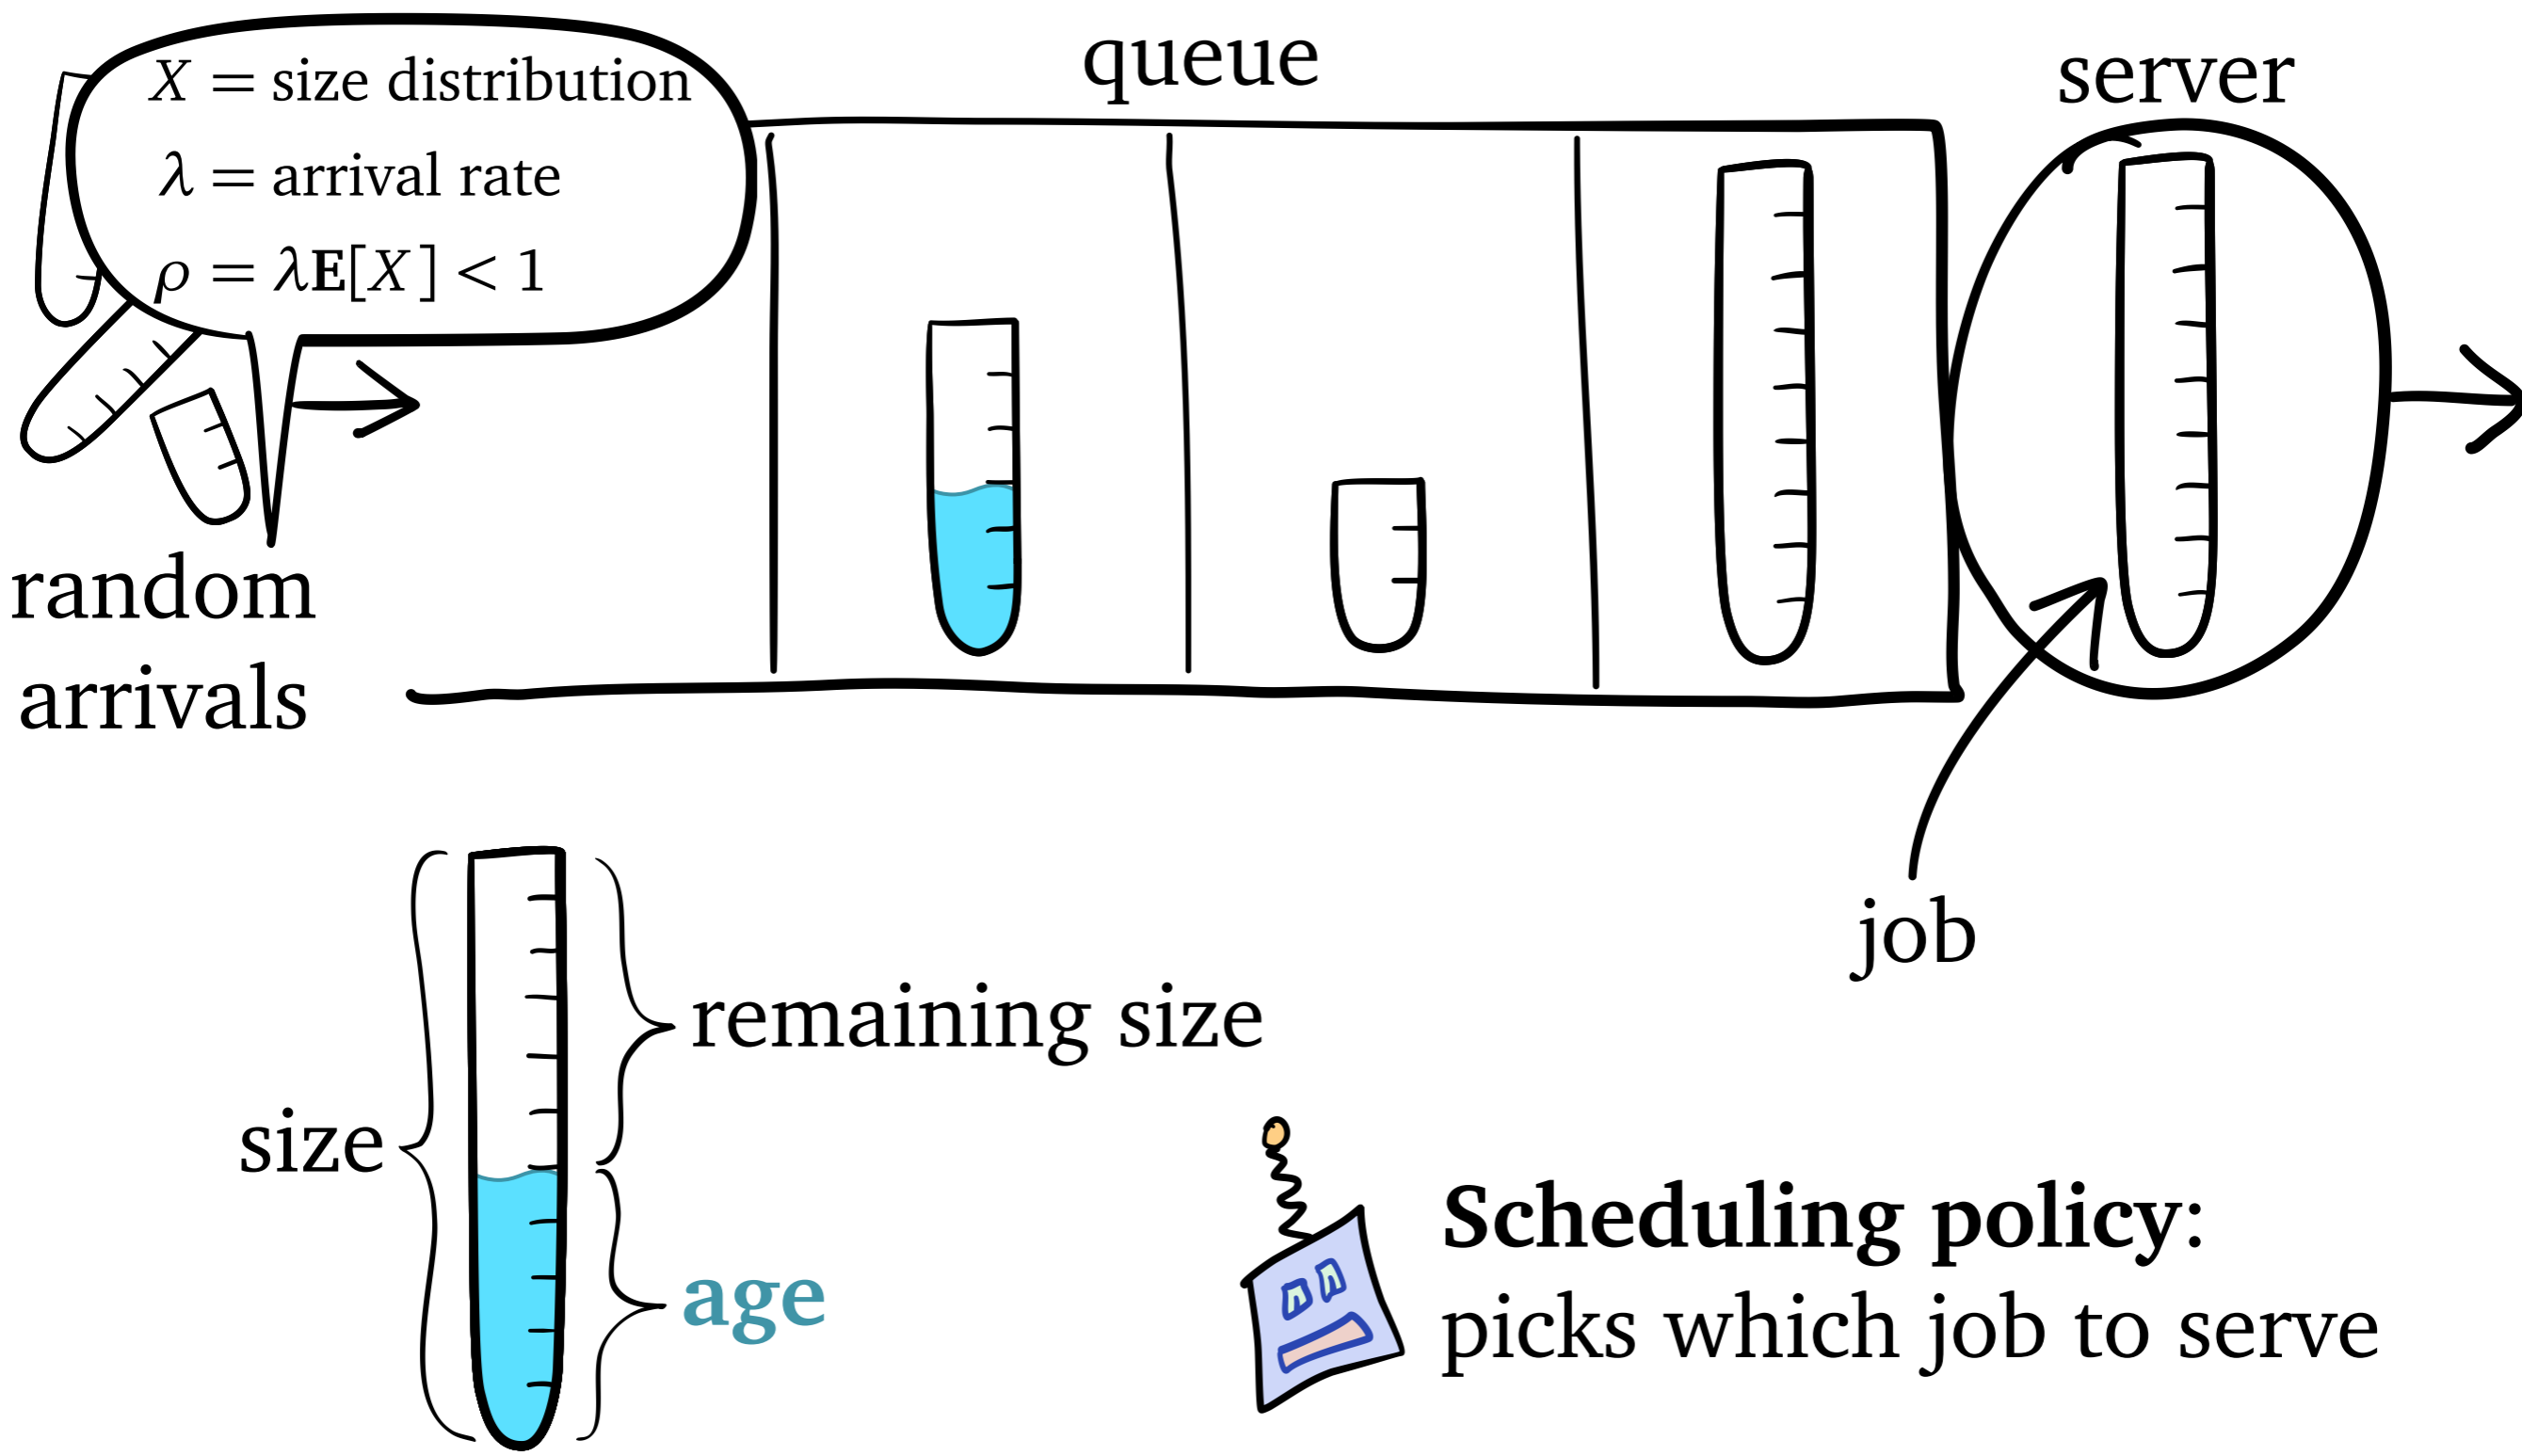 X = size distribution
λ = arrival rate
ρ = λE[X] < 1
queue
server
random
arrivals
job
remaining size
size
age
Scheduling policy:
picks which job to serve